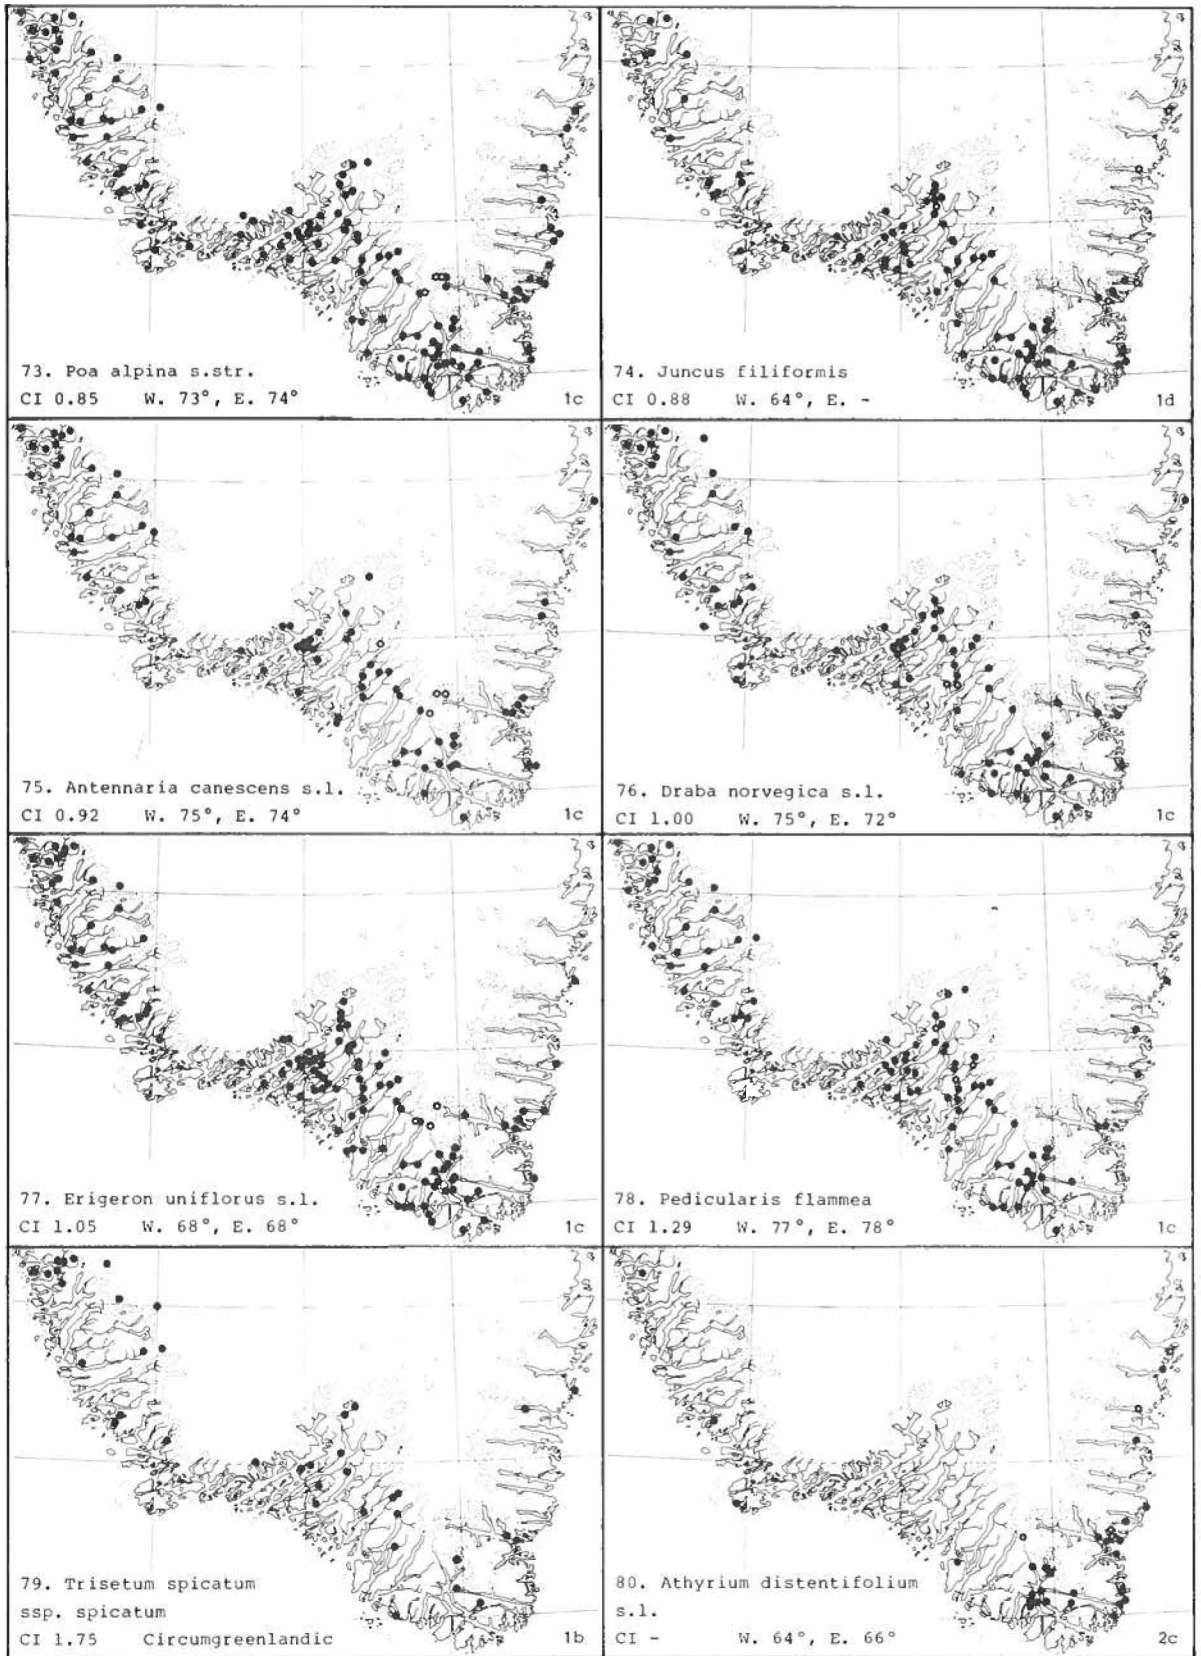 73. Poa alpina s.str.
CI 0.85 W. 73°, E. 74° 1c
74. Juncus filiformis
CI 0.88 W. 64°, E. - 1d
75. Antennaria canescens s.l.
CI 0.92 W. 75°, E. 74° 1c
76. Draba norvegica s.l.
CI 1.00 W. 75°, E. 72° 1c
77. Erigeron uniflorus s.l.
CI 1.05 W. 68°, E. 68° 1c
78. Pedicularis flammea
CI 1.29 W. 77°, E. 78° 1c
79. Trisetum spicatum
ssp. spicatum
CI 1.75 Circumgreenlandic 1b
80. Athyrium distentifolium
s.l.
CI - W. 64°, E. 66° 2c